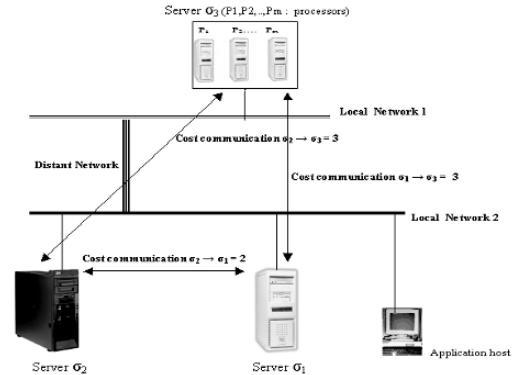 Server σ3 (P1,P2,..,Pm : processors)
P1 P2,.... Pm
Local Network 1
Cost communication σ2 → σ3 = 3
Distant Network
Cost communication σ1 → σ3 = 3
Local Network 2
Cost communication σ2 → σ1 = 2
Server σ2
Server σ1
Application host